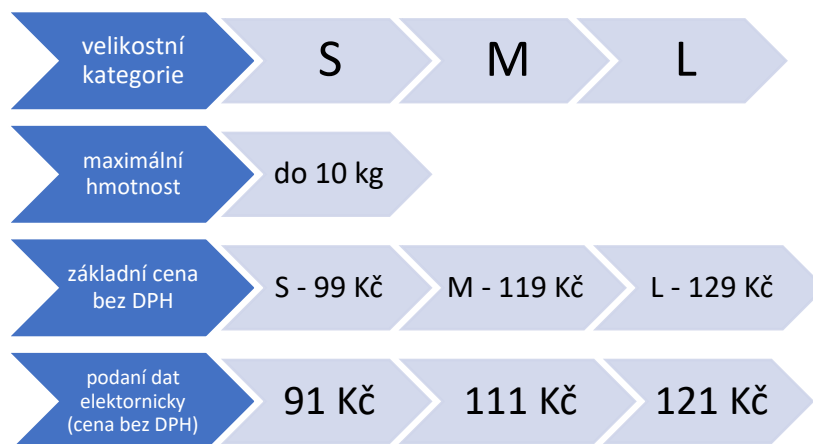 velikostní
kategorie
S
M
L
maximální
hmotnost
do 10 kg
základní cena
bez DPH
S - 99 Kč
M - 119 Kč
L - 129 Kč
podaní dat
elektornicky
(cena bez DPH)
91 Kč
111 Kč
121 Kč